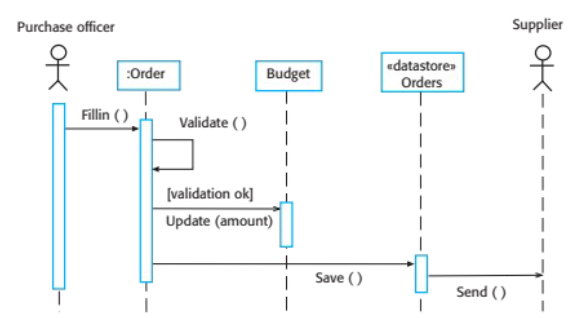 Purchase officer
Supplier
:Order
Budget
«datastore»
Orders
Fillin ( )
Validate ( )
[validation ok]
Update (amount)
Save ( )
Send ( )